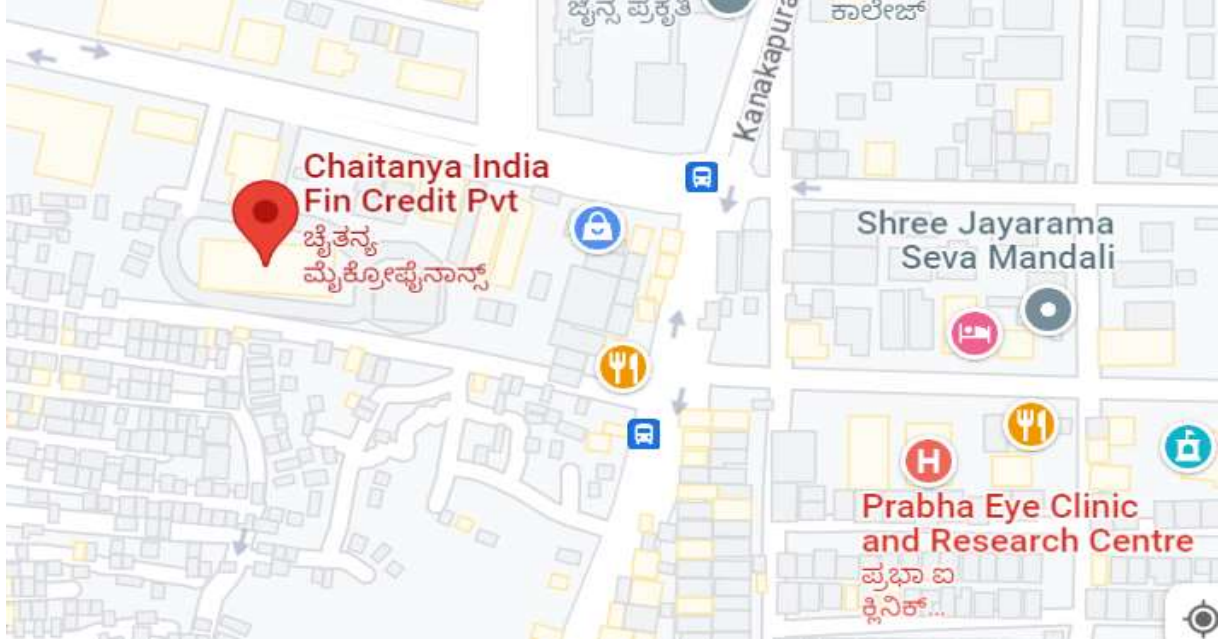 ಜೈನ್ಸ ಪ್ರಕೃತಿ
ಕಾಲೇಜ್
Kanakapura
Chaitanya India
Fin Credit Pvt
ಚೈತನ್ಯ
ಮೈಕ್ರೋಫೈನಾನ್ಸ್
Shree Jayarama
Seva Mandali
H
Prabha Eye Clinic
and Research Centre
ಪ್ರಭಾ ಐ
ಕ್ಲಿನಿಕ್...